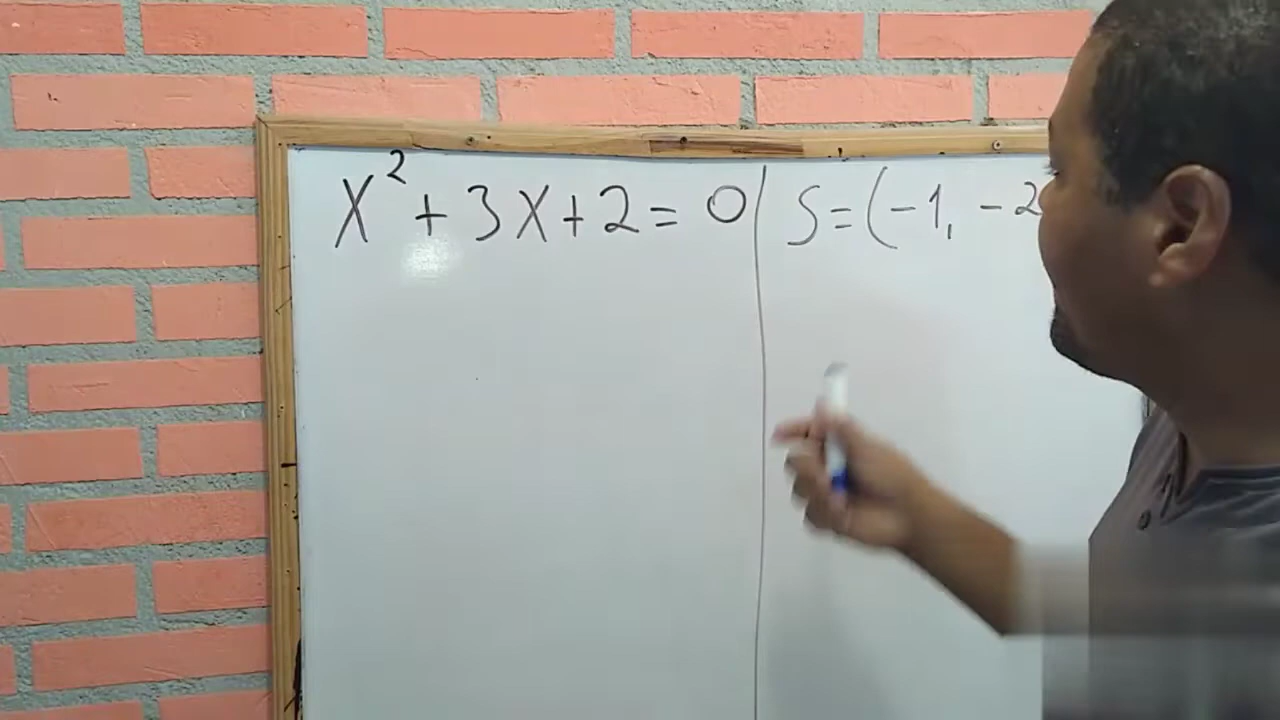 x² + 3x + 2 = 0 | S = (-1, -2